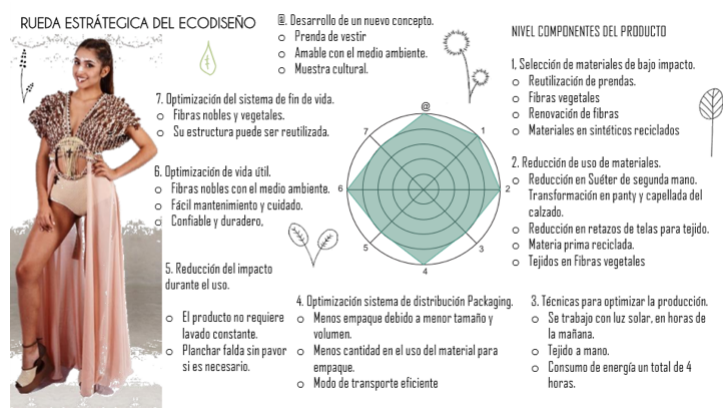 RUEDA ESTRÁTEGICA DEL ECODISEÑO
@. Desarrollo de un nuevo concepto.
○ Prenda de vestir
○ Amable con el medio ambiente.
○ Muestra cultural.
NIVEL COMPONENTES DEL PRODUCTO
1. Selección de materiales de bajo impacto.
○ Reutilización de prendas.
○ Fibras vegetales
○ Renovación de fibras
○ Materiales en sintéticos reciclados
7. Optimización del sistema de fin de vida.
○ Fibras nobles y vegetales.
○ Su estructura puede ser reutilizada.
6. Optimización de vida útil.
○ Fibras nobles con el medio ambiente.
○ Fácil mantenimiento y cuidado.
○ Confiable y duradero,
@
7
1
6
2
5
3
4
2. Reducción de uso de materiales.
○ Reducción en Suéter de segunda mano.
Transformación en panty y capellada del
calzado.
○ Reducción en retazos de telas para tejido.
○ Materia prima reciclada.
○ Tejidos en Fibras vegetales
5. Reducción del impacto
durante el uso.
○ El producto no requiere
lavado constante.
○ Planchar falda sin pavor
si es necesario.
4. Optimización sistema de distribución Packaging.
○ Menos empaque debido a menor tamaño y
volumen.
○ Menos cantidad en el uso del material para
empaque.
○ Modo de transporte eficiente
3. Técnicas para optimizar la producción.
○ Se trabajo con luz solar, en horas de
la mañana.
○ Tejido a mano.
○ Consumo de energía un total de 4
horas.